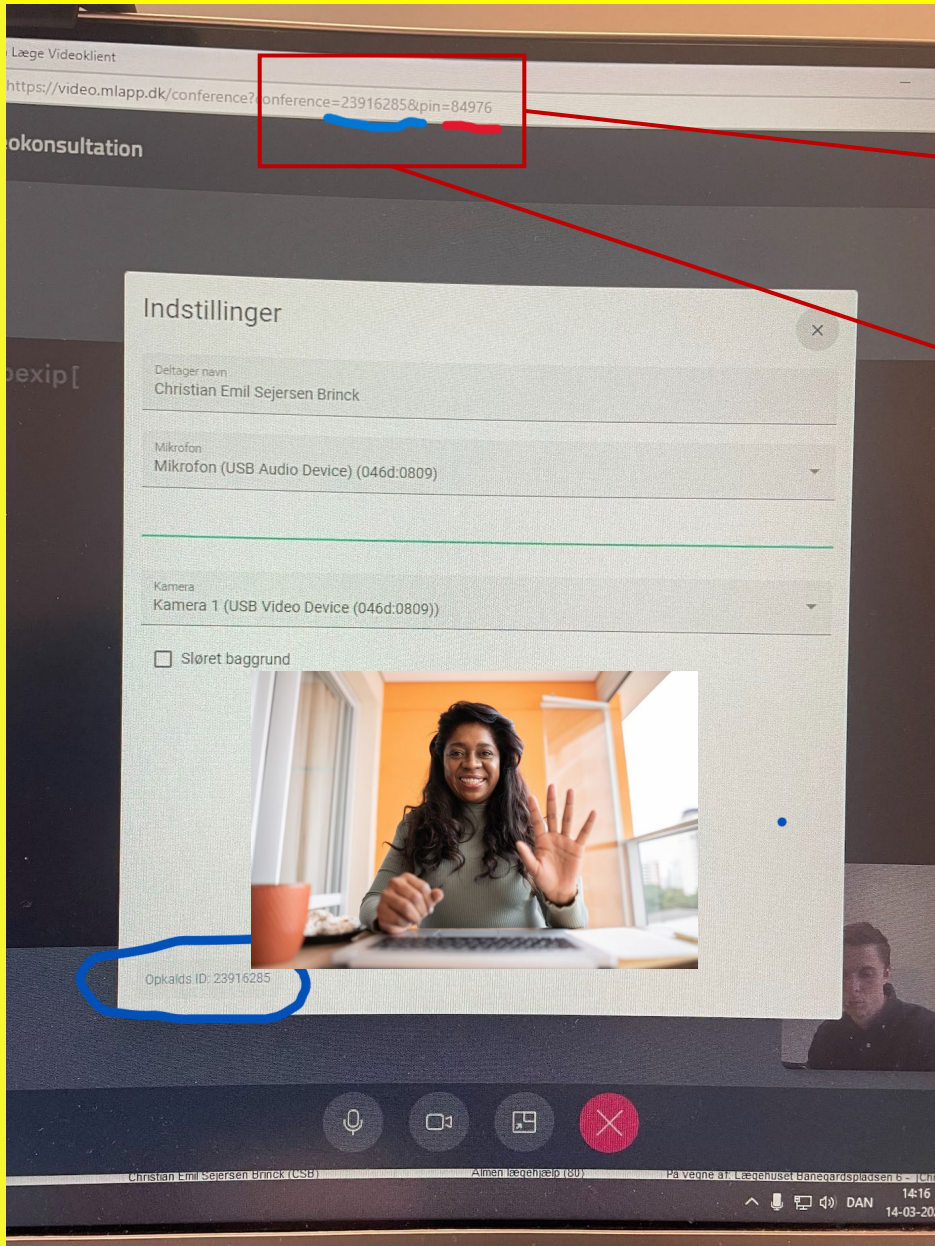 Læge Videoklient
https://video.mlapp.dk/conference?conference=23916285&pin=84976
okonsultation
Indstillinger
pexip[
Deltager navn
Christian Emil Sejersen Brinck
Mikrofon
Mikrofon (USB Audio Device) (046d:0809)
Kamera
Kamera 1 (USB Video Device (046d:0809))
Sløret baggrund
Opkalds ID: 23916285
Christian Emil Sejersen Brinck (CSB) Almen lægehjælp (80) På vegne af: Lægehuset Banegårdspladsen 6 - [Chr
DAN 14:16
14-03-20